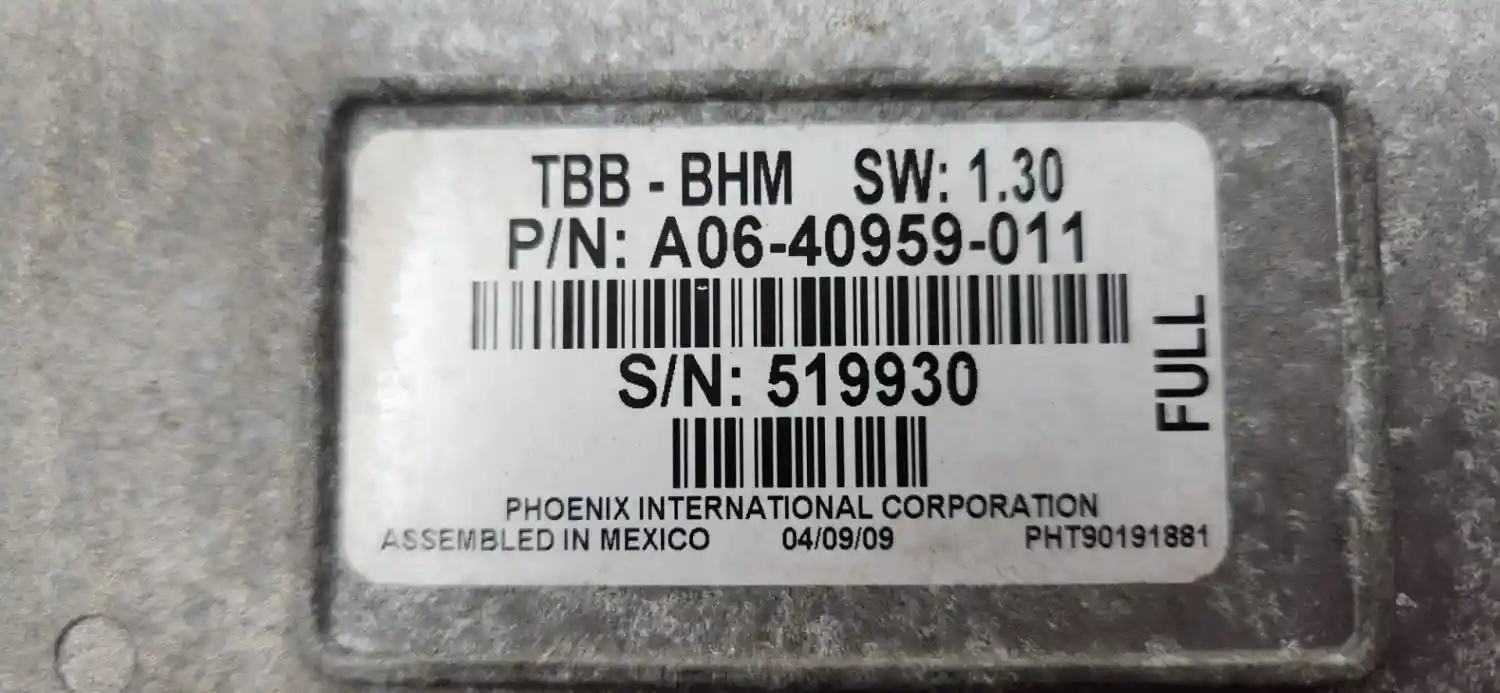 TBB - BHM SW: 1.30
P/N: A06-40959-011
S/N: 519930
FULL
PHOENIX INTERNATIONAL CORPORATION
ASSEMBLED IN MEXICO 04/09/09 PHT90191881